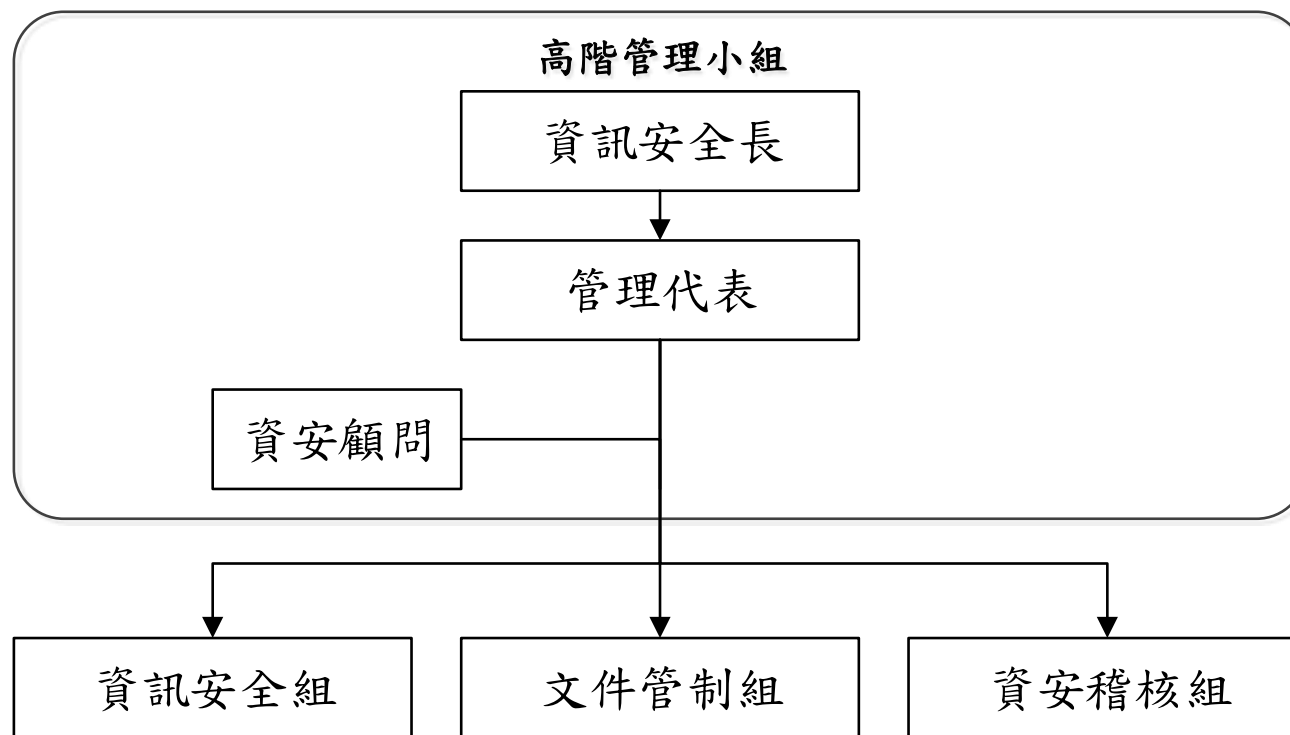 高階管理小組
資訊安全長
管理代表
資安顧問
資訊安全組
文件管制組
資安稽核組